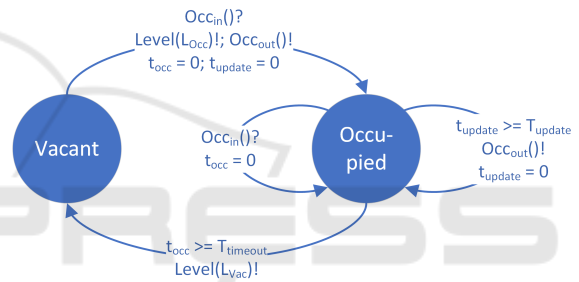 Occin()?
Level(LOcc)!; Occout()!
tocc = 0; tupdate = 0
Vacant
Occin()?
tocc = 0
Occu-
pied
tupdate >= Tupdate
Occout()!
tupdate = 0
tocc >= Ttimeout
Level(LVac)!
PRESS